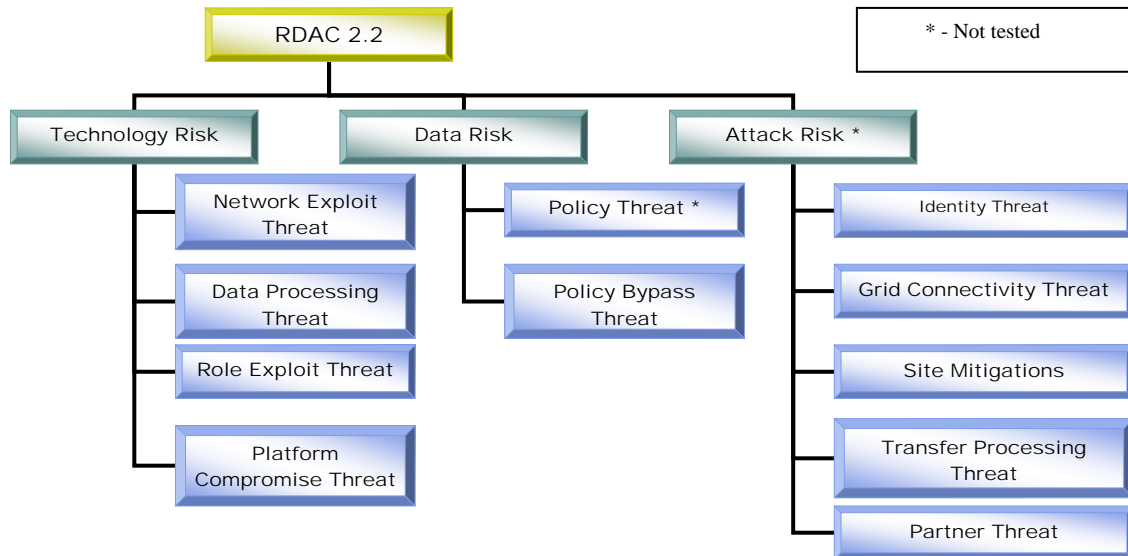 RDAC 2.2
* - Not tested
Technology Risk
Data Risk
Attack Risk *
Network Exploit
Threat
Data Processing
Threat
Role Exploit Threat
Platform
Compromise Threat
Policy Threat *
Policy Bypass
Threat
Identity Threat
Grid Connectivity Threat
Site Mitigations
Transfer Processing
Threat
Partner Threat